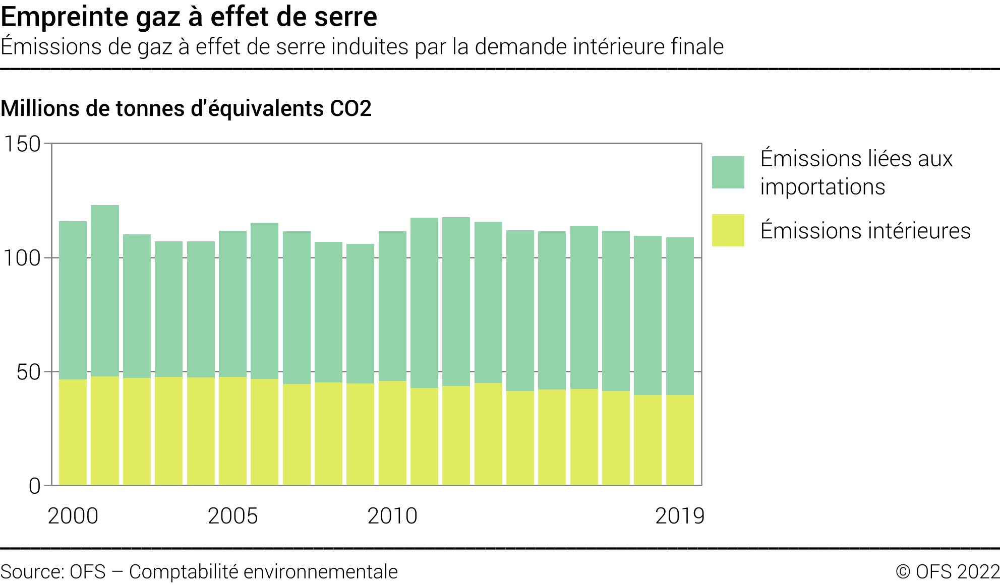 Empreinte gaz à effet de serre
Émissions de gaz à effet de serre induites par la demande intérieure finale
Millions de tonnes d'équivalents CO2
150
100
50
0
2000
2005
2010
2019
Émissions liées aux
importations
Émissions intérieures
Source: OFS – Comptabilité environnementale
© OFS 2022